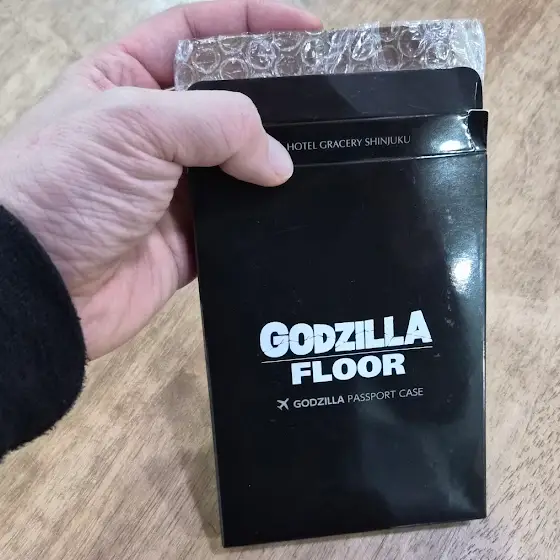 HOTEL GRACERY SHINJUKU
GODZILLA
FLOOR
GODZILLA PASSPORT CASE